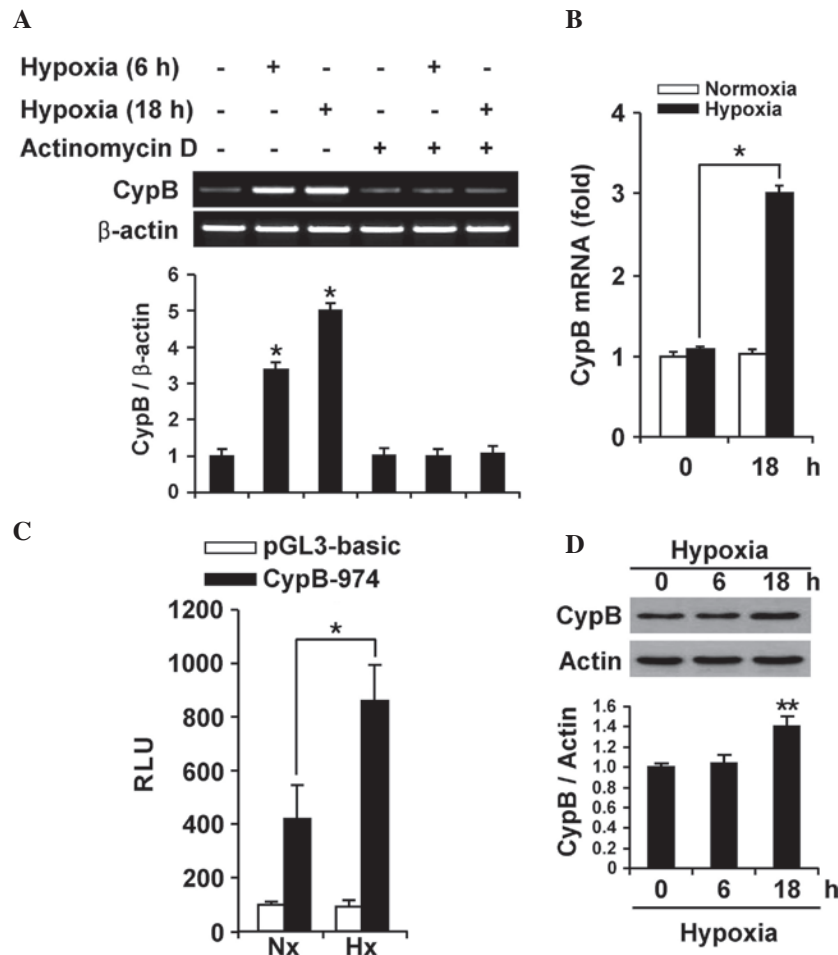 A
Hypoxia (6 h) - + - - + -
Hypoxia (18 h) - - + - - +
Actinomycin D - - - + + +
CypB
β-actin
CypB / β-actin
6
5
4
3
2
1
0
*
*
B
Normoxia
Hypoxia
CypB mRNA (fold)
4
3
2
1
0
*
0 18 h
C
pGL3-basic
CypB-974
RLU
1200
1000
800
600
400
200
0
*
Nx Hx
D
Hypoxia
0 6 18 h
CypB
Actin
CypB / Actin
1.6
1.4
1.2
1.0
0.8
0.6
0.4
0.2
0
**
0 6 18 h
Hypoxia